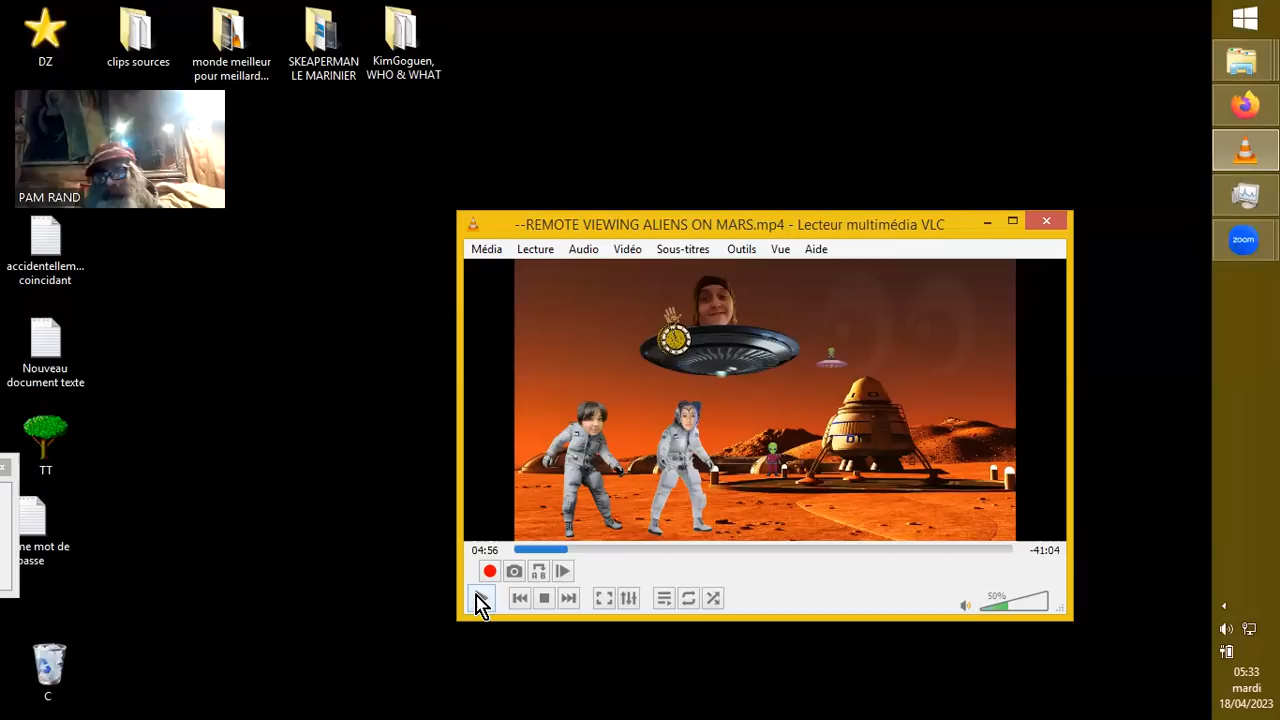 DZ
clips sources
monde meilleur
pour meillard...
SKEAPERMAN
LE MARINIER
KimGoguen,
WHO & WHAT
PAM RAND
accidentellem...
coincidant
Nouveau
document texte
TT
me mot de
passe
C
--REMOTE VIEWING ALIENS ON MARS.mp4 - Lecteur multimédia VLC
Média Lecture Audio Vidéo Sous-titres Outils Vue Aide
04:56
-41:04
A B
50%
zoom
05:33
mardi
18/04/2023